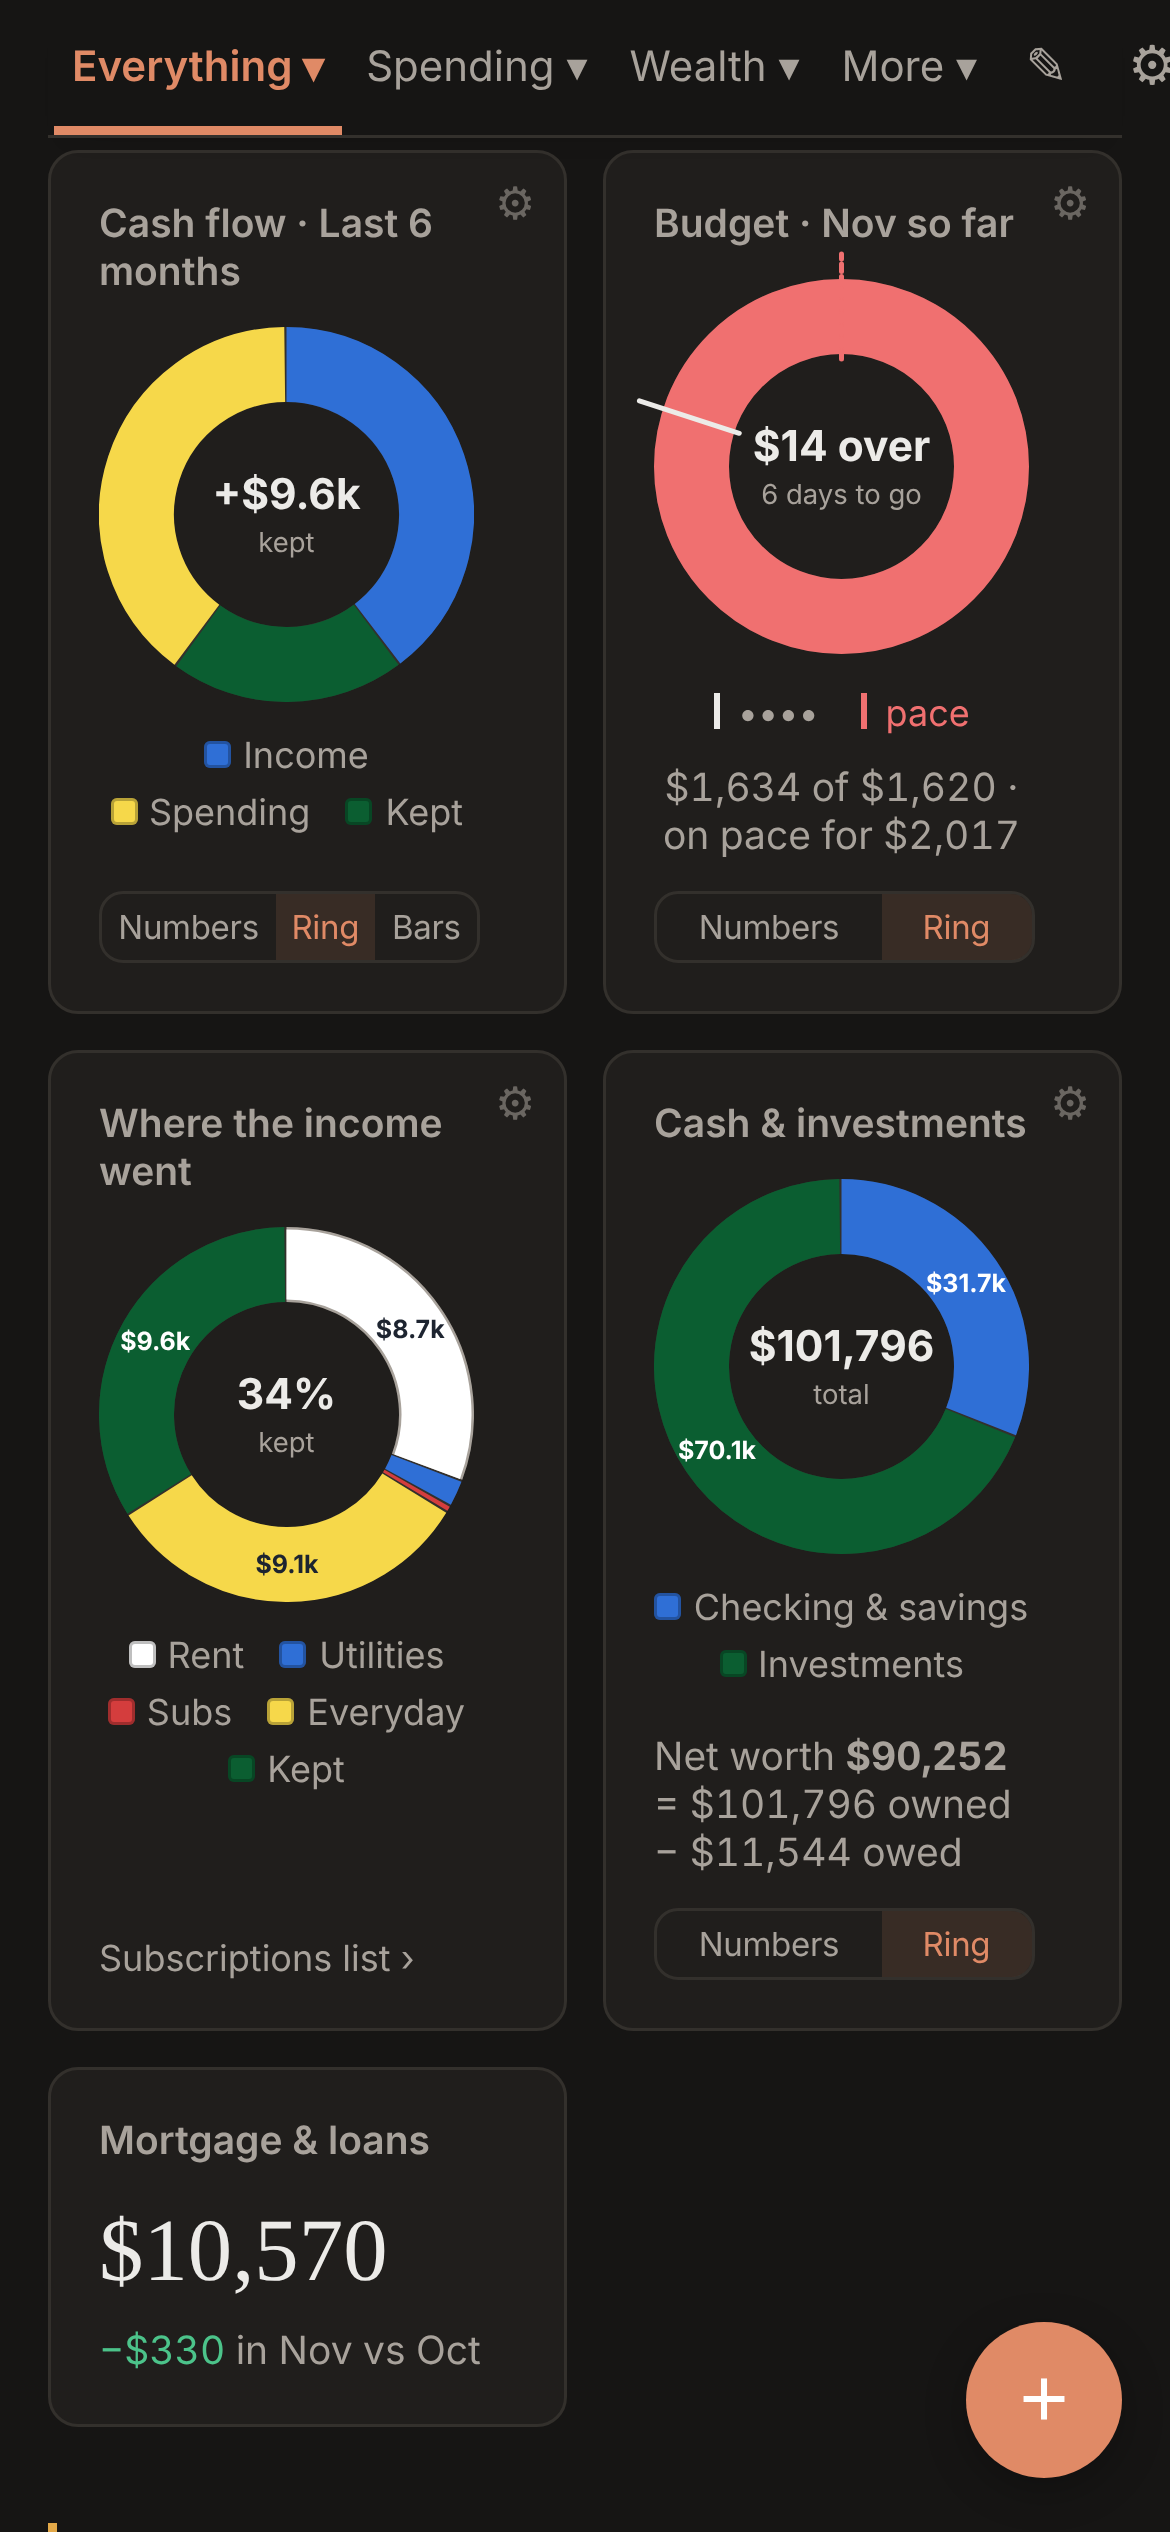 Everything ▾ Spending ▾ Wealth ▾ More ▾
Cash flow · Last 6
months
+$9.6k
kept
Income
Spending Kept
Numbers Ring Bars
Budget · Nov so far
$14 over
6 days to go
•••• pace
$1,634 of $1,620 ·
on pace for $2,017
Numbers Ring
Where the income
went
$8.7k
$9.6k
34%
kept
$9.1k
Rent Utilities
Subs Everyday
Kept
Subscriptions list ›
Cash & investments
$31.7k
$101,796
total
$70.1k
Checking & savings
Investments
Net worth $90,252
= $101,796 owned
− $11,544 owed
Numbers Ring
Mortgage & loans
$10,570
−$330 in Nov vs Oct
+